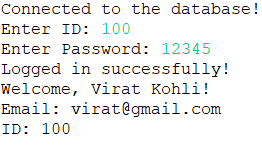 Connected to the database!
Enter ID: 100
Enter Password: 12345
Logged in successfully!
Welcome, Virat Kohli!
Email: virat@gmail.com
ID: 100